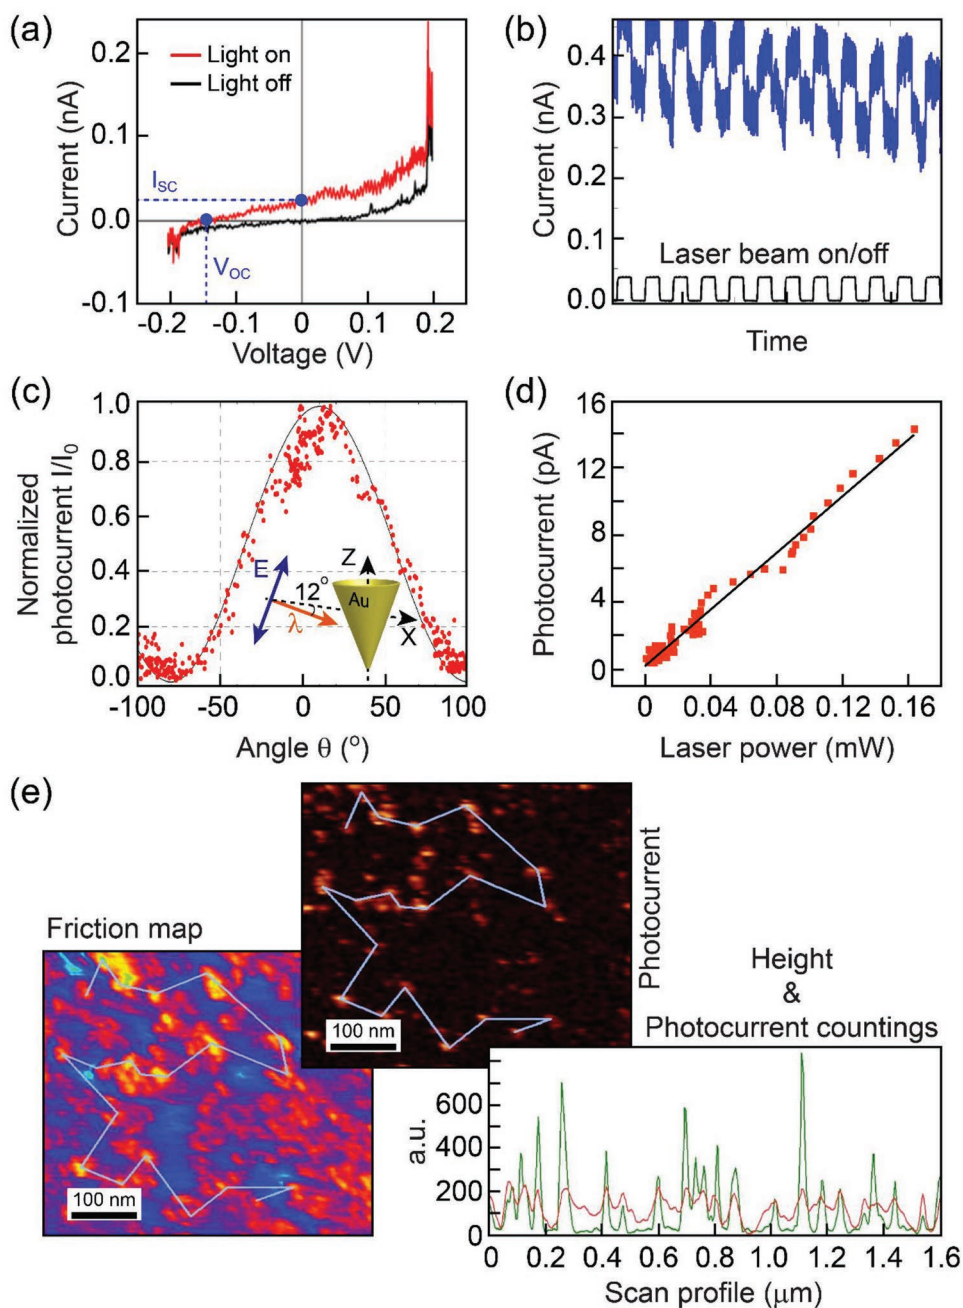 (a)
0.2
0.1
0.0
-0.1
Current (nA)
Light on
Light off
I_SC
V_OC
-0.2 -0.1 0 0.1 0.2
Voltage (V)
(b)
0.4
0.3
0.2
0.1
0.0
Current (nA)
Laser beam on/off
Time
(c)
1.0
0.8
0.6
0.4
0.2
0.0
Normalized
photocurrent I/I_0
E
12°
λ
Z
Au
X
-100 -50 0 50 100
Angle θ (°)
(d)
16
12
8
4
0
Photocurrent (pA)
0 0.04 0.08 0.12 0.16
Laser power (mW)
(e)
Friction map
100 nm
Photocurrent
100 nm
Height
&
Photocurrent countings
600
400
200
0
a.u.
0 0.2 0.4 0.6 0.8 1.0 1.2 1.4 1.6
Scan profile (μm)